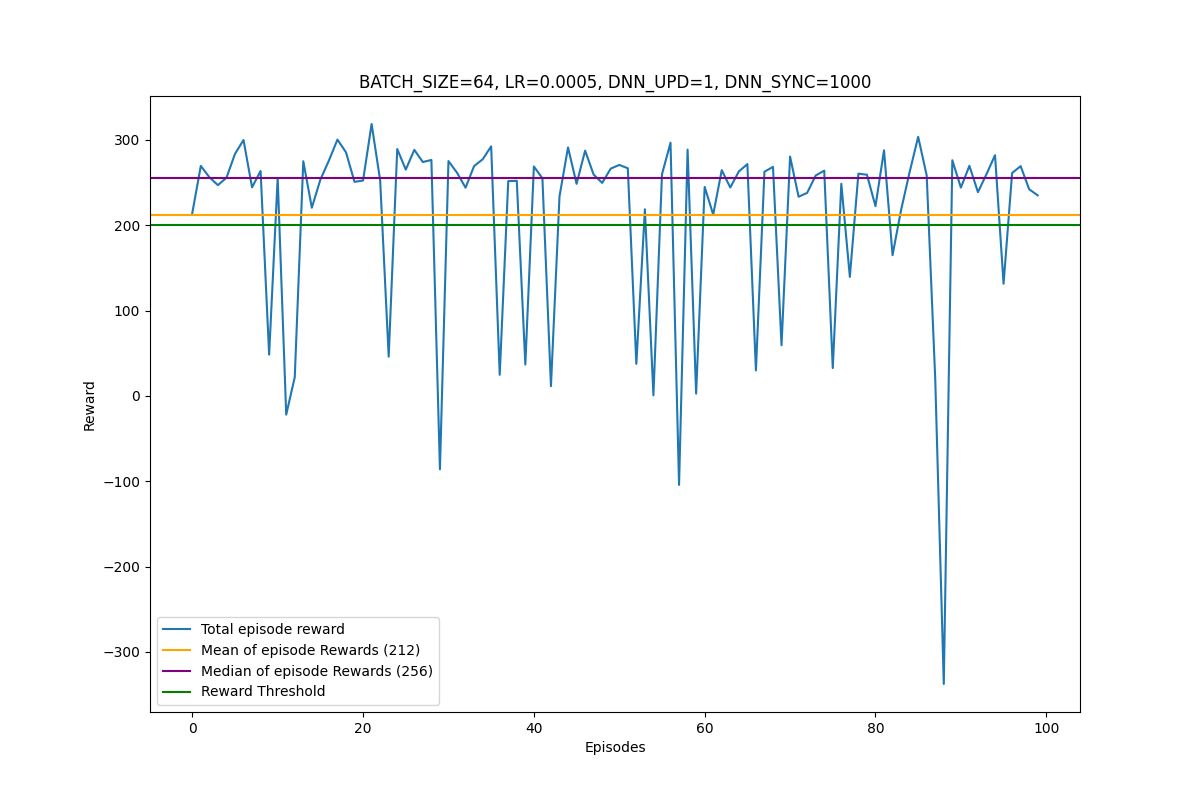 BATCH_SIZE=64, LR=0.0005, DNN_UPD=1, DNN_SYNC=1000
300
200
100
0
−100
−200
−300
Reward
Total episode reward
Mean of episode Rewards (212)
Median of episode Rewards (256)
Reward Threshold
0
20
40
60
80
100
Episodes